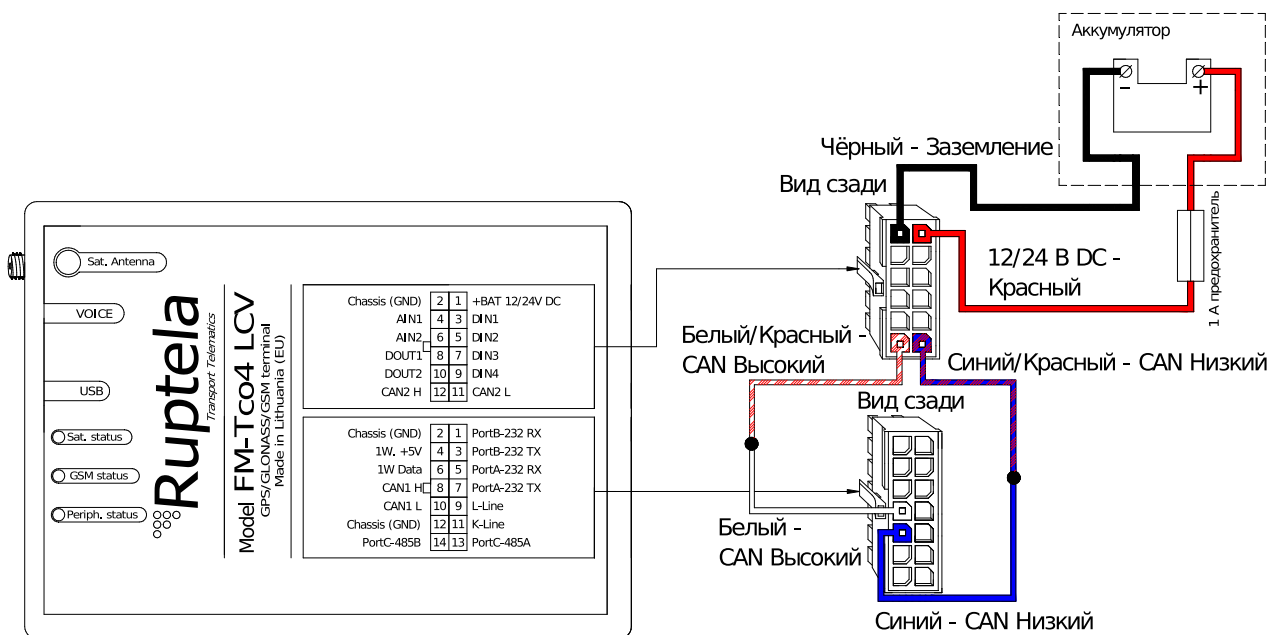 Аккумулятор
-
+
Чёрный - Заземление
Вид сзади
12/24 В DC -
Красный
1 А предохранитель
Белый/Красный -
CAN Высокий
Синий/Красный - CAN Низкий
Вид сзади
Белый -
CAN Высокий
Синий - CAN Низкий
Sat. Antenna
VOICE
USB
Sat. status
GSM status
Periph. status
Ruptela
Transport Telematics
Model FM-Tco4 LCV
GPS/GLONASS/GSM terminal
Made in Lithuania (EU)
Chassis (GND) 2 1 +BAT 12/24V DC
AIN1 4 3 DIN1
AIN2 6 5 DIN2
DOUT1 8 7 DIN3
DOUT2 10 9 DIN4
CAN2 H 12 11 CAN2 L
Chassis (GND) 2 1 PortB-232 RX
1W. +5V 4 3 PortB-232 TX
1W Data 6 5 PortA-232 RX
CAN1 H 8 7 PortA-232 TX
CAN1 L 10 9 L-Line
Chassis (GND) 12 11 K-Line
PortC-485B 14 13 PortC-485A